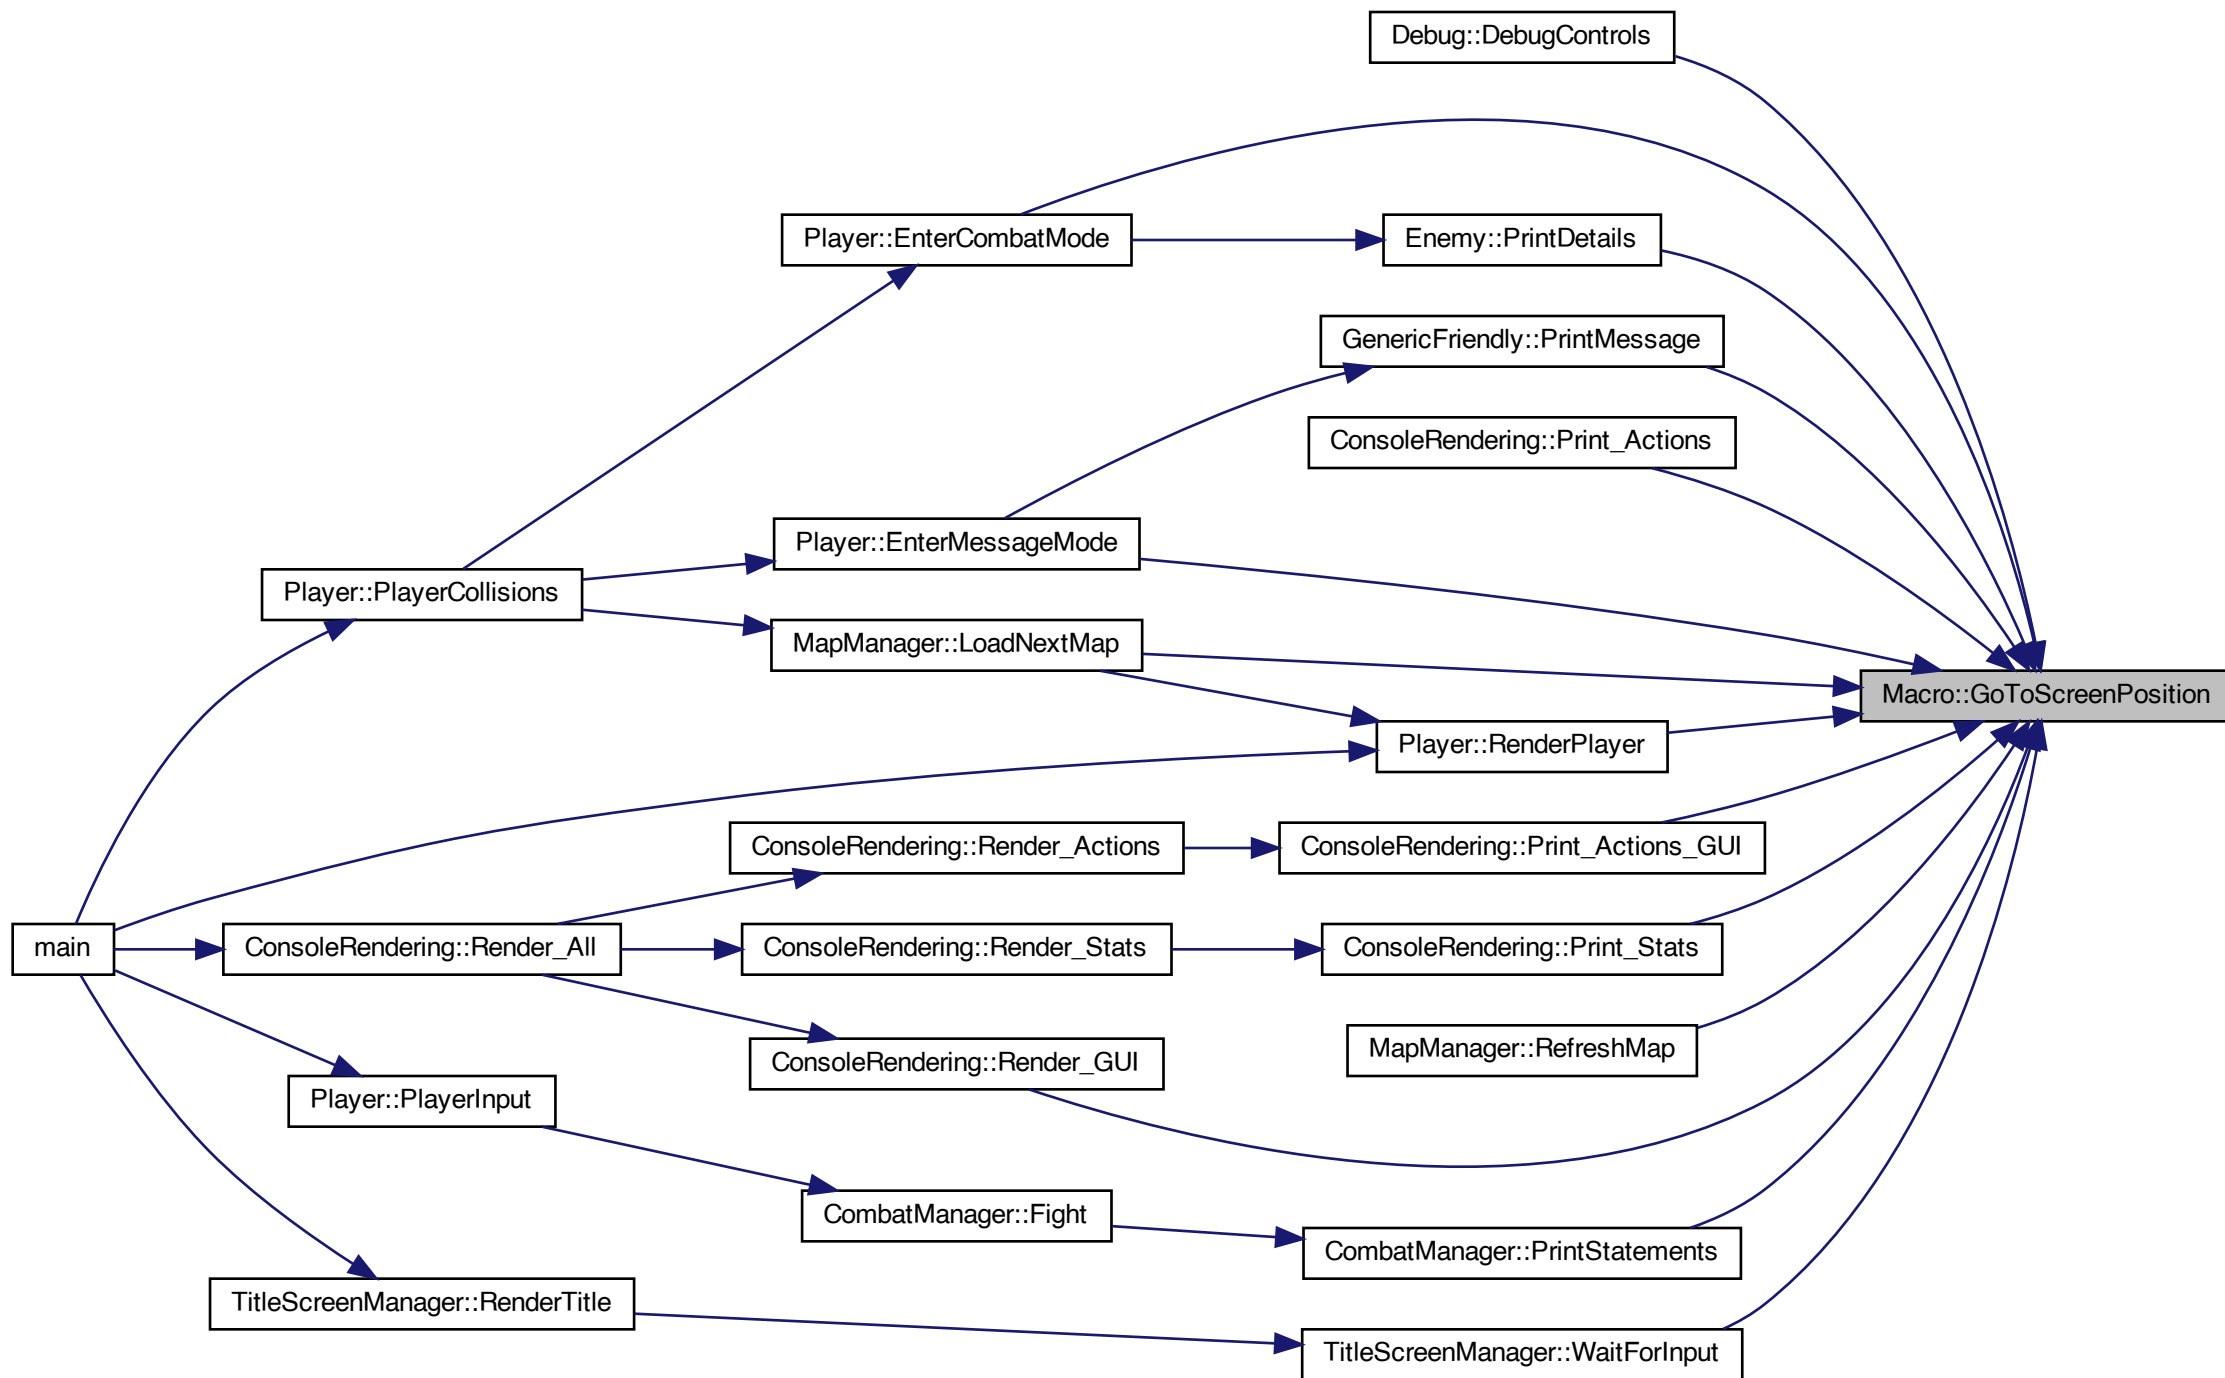 Debug::DebugControls
Player::EnterCombatMode
Enemy::PrintDetails
GenericFriendly::PrintMessage
ConsoleRendering::Print_Actions
Player::EnterMessageMode
Player::PlayerCollisions
MapManager::LoadNextMap
Macro::GoToScreenPosition
Player::RenderPlayer
ConsoleRendering::Render_Actions
ConsoleRendering::Print_Actions_GUI
main
ConsoleRendering::Render_All
ConsoleRendering::Render_Stats
ConsoleRendering::Print_Stats
MapManager::RefreshMap
ConsoleRendering::Render_GUI
Player::PlayerInput
CombatManager::Fight
CombatManager::PrintStatements
TitleScreenManager::RenderTitle
TitleScreenManager::WaitForInput